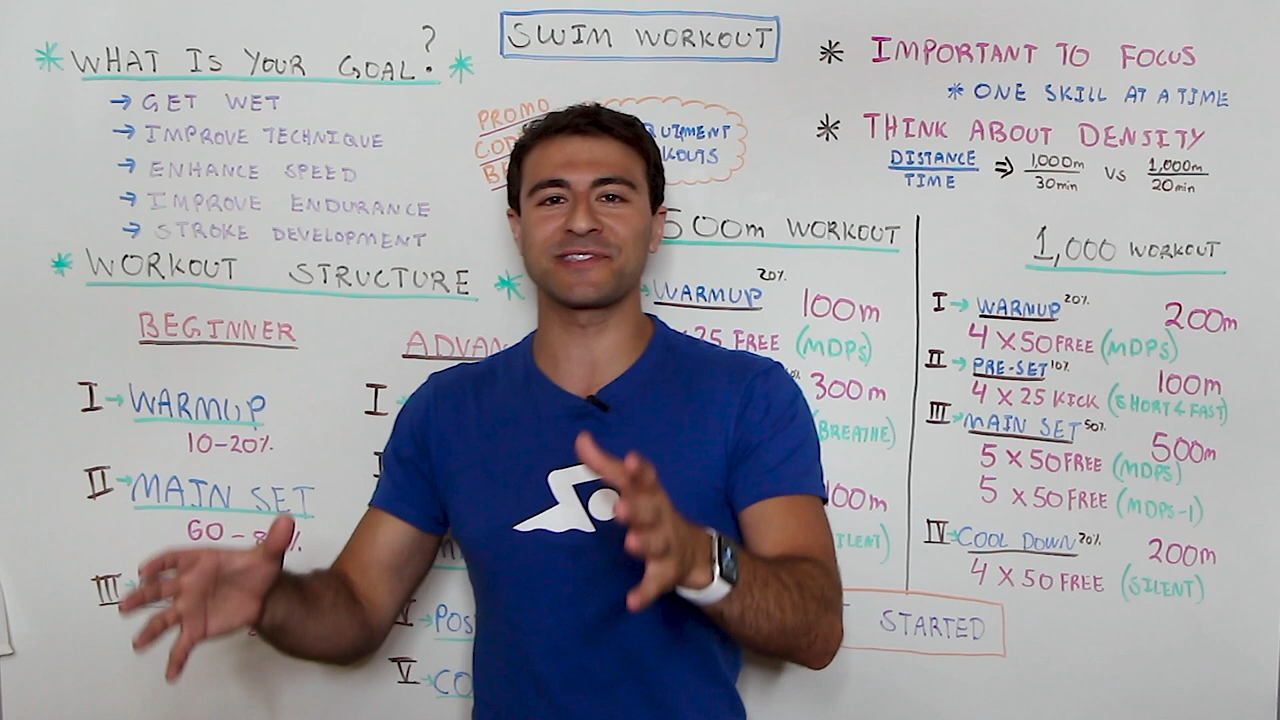 SWIM WORKOUT
* WHAT IS YOUR GOAL? *
→ GET WET
→ IMPROVE TECHNIQUE
→ ENHANCE SPEED
→ IMPROVE ENDURANCE
→ STROKE DEVELOPMENT
* WORKOUT STRUCTURE *
BEGINNER
I → WARMUP
10-20%
II → MAIN SET
60-
%
III
ADVAN
I
→ POS
V → CO
PROMO
* IMPORTANT TO FOCUS
* ONE SKILL AT A TIME
* THINK ABOUT DENSITY
DISTANCE/TIME ⇒ 1,000m/30min VS 1,000m/20min
500m WORKOUT
WARMUP 20% 100m
25 FREE (MDPS)
300m
BREATHE)
100m
1,000 WORKOUT
I → WARMUP 20% 200m
4 X 50 FREE (MDPS)
II → PRE-SET 10% 100m
4 X 25 KICK (SHORT & FAST)
III → MAIN SET 50% 500m
5 X 50 FREE (MDPS)
5 X 50 FREE (MDPS-1)
IV → COOL DOWN 20% 200m
4 X 50 FREE (SILENT)
STARTED